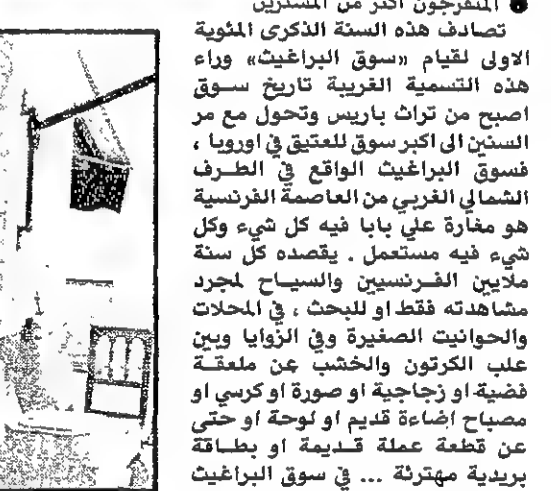 ● المتفرجون اكثر من المشترين
تصادف هذه السنة الذكرى المئوية
الاولى لقيام «سوق البراغيث» وراء
هذه التسمية الغريبة تاريخ سوق
اصبح من تراث باريس وتحول مع مر
السنين الى اكبر سوق للعتيق في اوروبا ،
فسوق البراغيث الواقع في الطرف
الشمالي الغربي من العاصمة الفرنسية
هو مغارة علي بابا فيه كل شيء وكل
شيء فيه مستعمل . يقصده كل سنة
ملايين الفرنسيين والسياح لمجرد
مشاهدته فقط او للبحث ، في المحلات
والحوانيت الصغيرة وفي الزوايا وبين
علب الكرتون والخشب عن ملعقة
فضية او زجاجية او صورة او كرسي او
مصباح اضاءة قديم او لوحة او حتى
عن قطعة عملة قديمة او بطاقة
بريدية مهترئة ... في سوق البراغيث